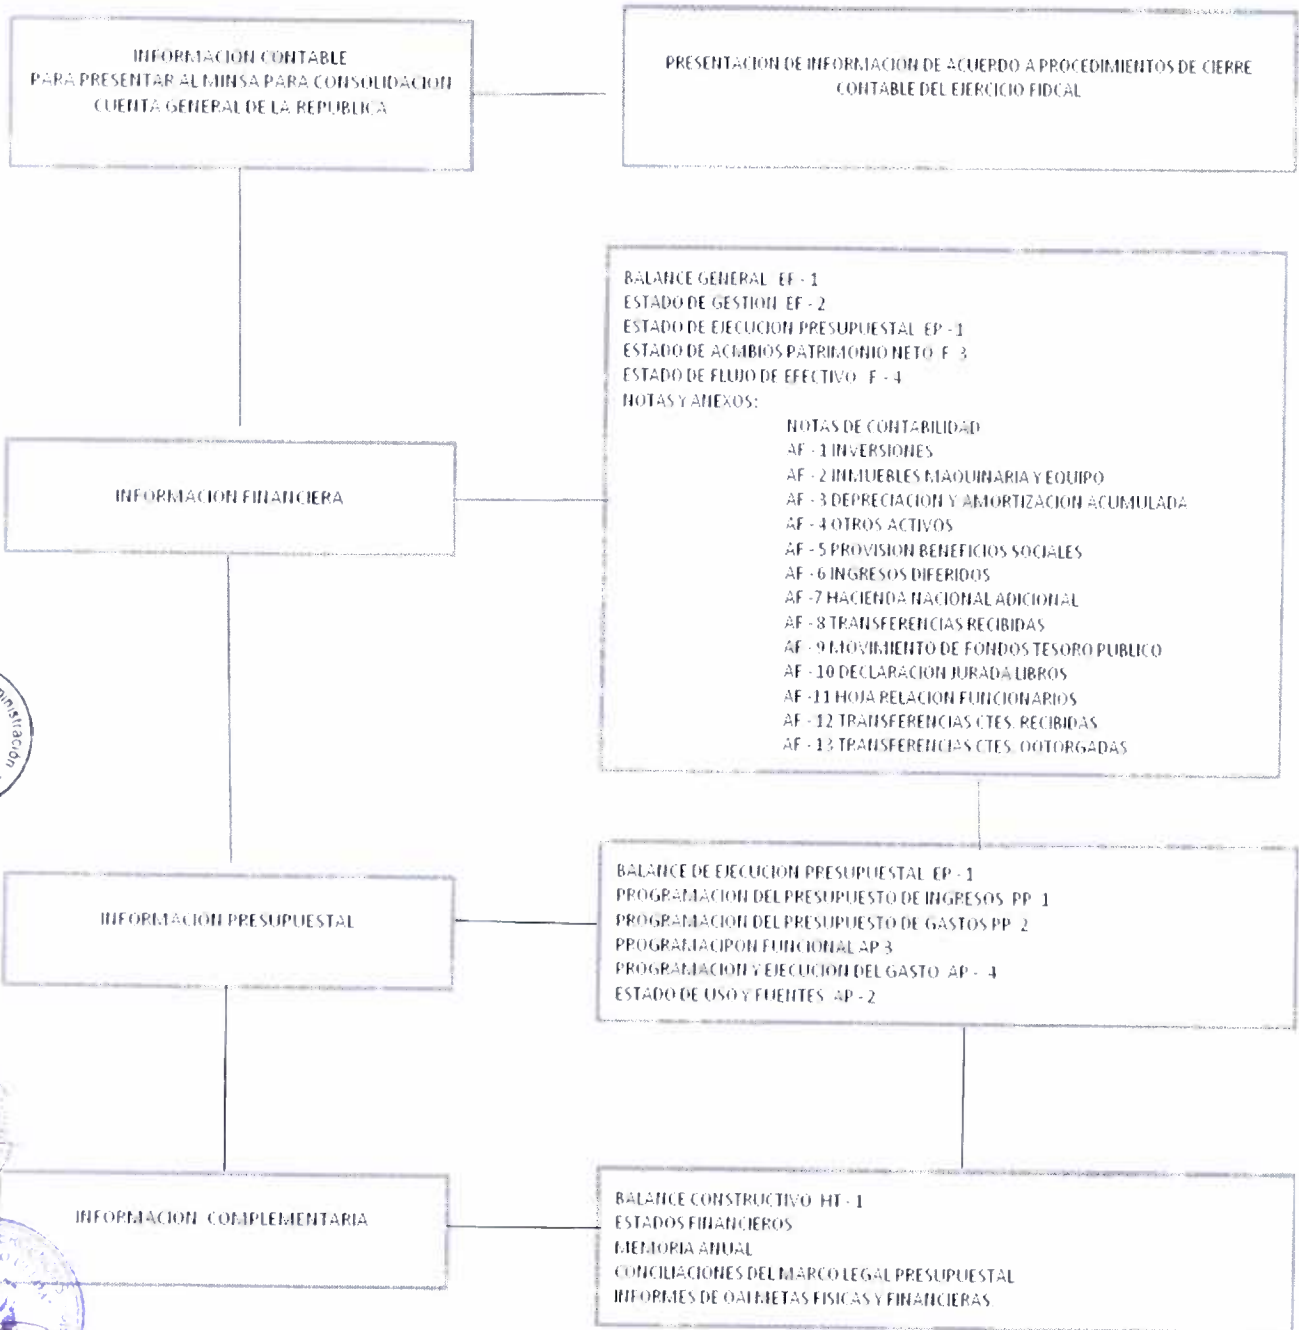 INFORMACION CONTABLE
PARA PRESENTAR AL MINSA PARA CONSOLIDACION
CUENTA GENERAL DE LA REPUBLICA
PRESENTACION DE INFORMACION DE ACUERDO A PROCEDIMIENTOS DE CIERRE
CONTABLE DEL EJERCICIO FIDCAL
INFORMACION FINANCIERA
BALANCE GENERAL EF - 1
ESTADO DE GESTION EF - 2
ESTADO DE EJECUCION PRESUPUESTAL EP - 1
ESTADO DE ACMBIOS PATRIMONIO NETO F 3
ESTADO DE FLUJO DE EFECTIVO F - 4
NOTAS Y ANEXOS:
NOTAS DE CONTABILIDAD
AF - 1 INVERSIONES
AF - 2 INMUEBLES MAQUINARIA Y EQUIPO
AF - 3 DEPRECIACION Y AMORTIZACION ACUMULADA
AF - 4 OTROS ACTIVOS
AF - 5 PROVISION BENEFICIOS SOCIALES
AF - 6 INGRESOS DIFERIDOS
AF -7 HACIENDA NACIONAL ADICIONAL
AF - 8 TRANSFERENCIAS RECIBIDAS
AF - 9 MOVIMIENTO DE FONDOS TESORO PUBLICO
AF - 10 DECLARACION JURADA LIBROS
AF -11 HOJA RELACION FUNCIONARIOS
AF - 12 TRANSFERENCIAS CTES. RECIBIDAS
AF - 13 TRANSFERENCIAS CTES. OOTORGADAS
INFORMACION PRESUPUESTAL
BALANCE DE EJECUCION PRESUPUESTAL EP - 1
PROGRAMACION DEL PRESUPUESTO DE INGRESOS PP 1
PROGRAMACION DEL PRESUPUESTO DE GASTOS PP 2
PROGRAMACIPON FUNCIONAL AP 3
PROGRAMACION Y EJECUCION DEL GASTO AP - 4
ESTADO DE USO Y FUENTES AP - 2
INFORMACION COMPLEMENTARIA
BALANCE CONSTRUCTIVO HT - 1
ESTADOS FINANCIEROS
MEMORIA ANUAL
CONCILIACIONES DEL MARCO LEGAL PRESUPUESTAL
INFORMES DE OAI METAS FISICAS Y FINANCIERAS